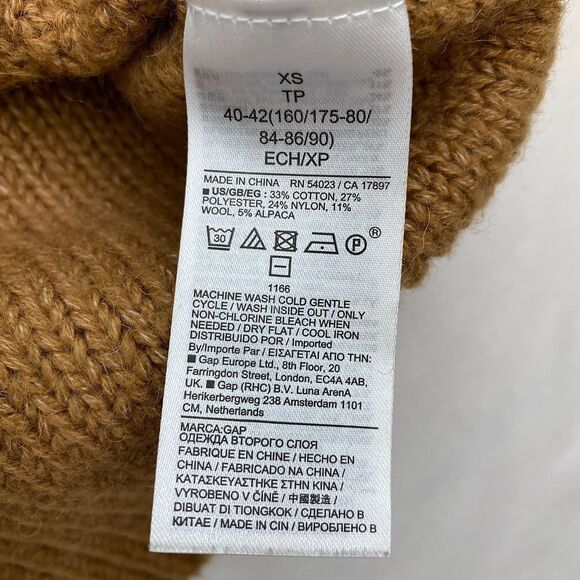 XS
TP
40-42(160/175-80/
84-86/90)
ECH/XP
MADE IN CHINA RN 54023 / CA 17897
■ US/GB/EG : 33% COTTON, 27%
POLYESTER, 24% NYLON, 11%
WOOL, 5% ALPACA
30 P ®
1166
MACHINE WASH COLD GENTLE
CYCLE / WASH INSIDE OUT / ONLY
NON-CHLORINE BLEACH WHEN
NEEDED / DRY FLAT / COOL IRON
DISTRIBUIDO POR / Imported
By/Importe Par / ΕΙΣΑΓΕΤΑΙ ΑΠΟ ΤΗΝ:
■ Gap Europe Ltd., 8th Floor, 20
Farringdon Street, London, EC4A 4AB,
UK. ■ Gap (RHC) B.V. Luna ArenA
Herikerbergweg 238 Amsterdam 1101
CM, Netherlands
MARCA:GAP
ОДЕЖДА ВТОРОГО СЛОЯ
FABRIQUE EN CHINE / HECHO EN
CHINA / FABRICADO NA CHINA /
ΚΑΤΑΣΚΕΥΑΣΤΗΚΕ ΣΤΗΝ ΚΙΝΑ /
VYROBENO V ČÍNĚ / 中國製造 /
DIBUAT DI TIONGKOK / СДЕЛАНО В
КИТАЕ / MADE IN CIN / ВИРОБЛЕНО В